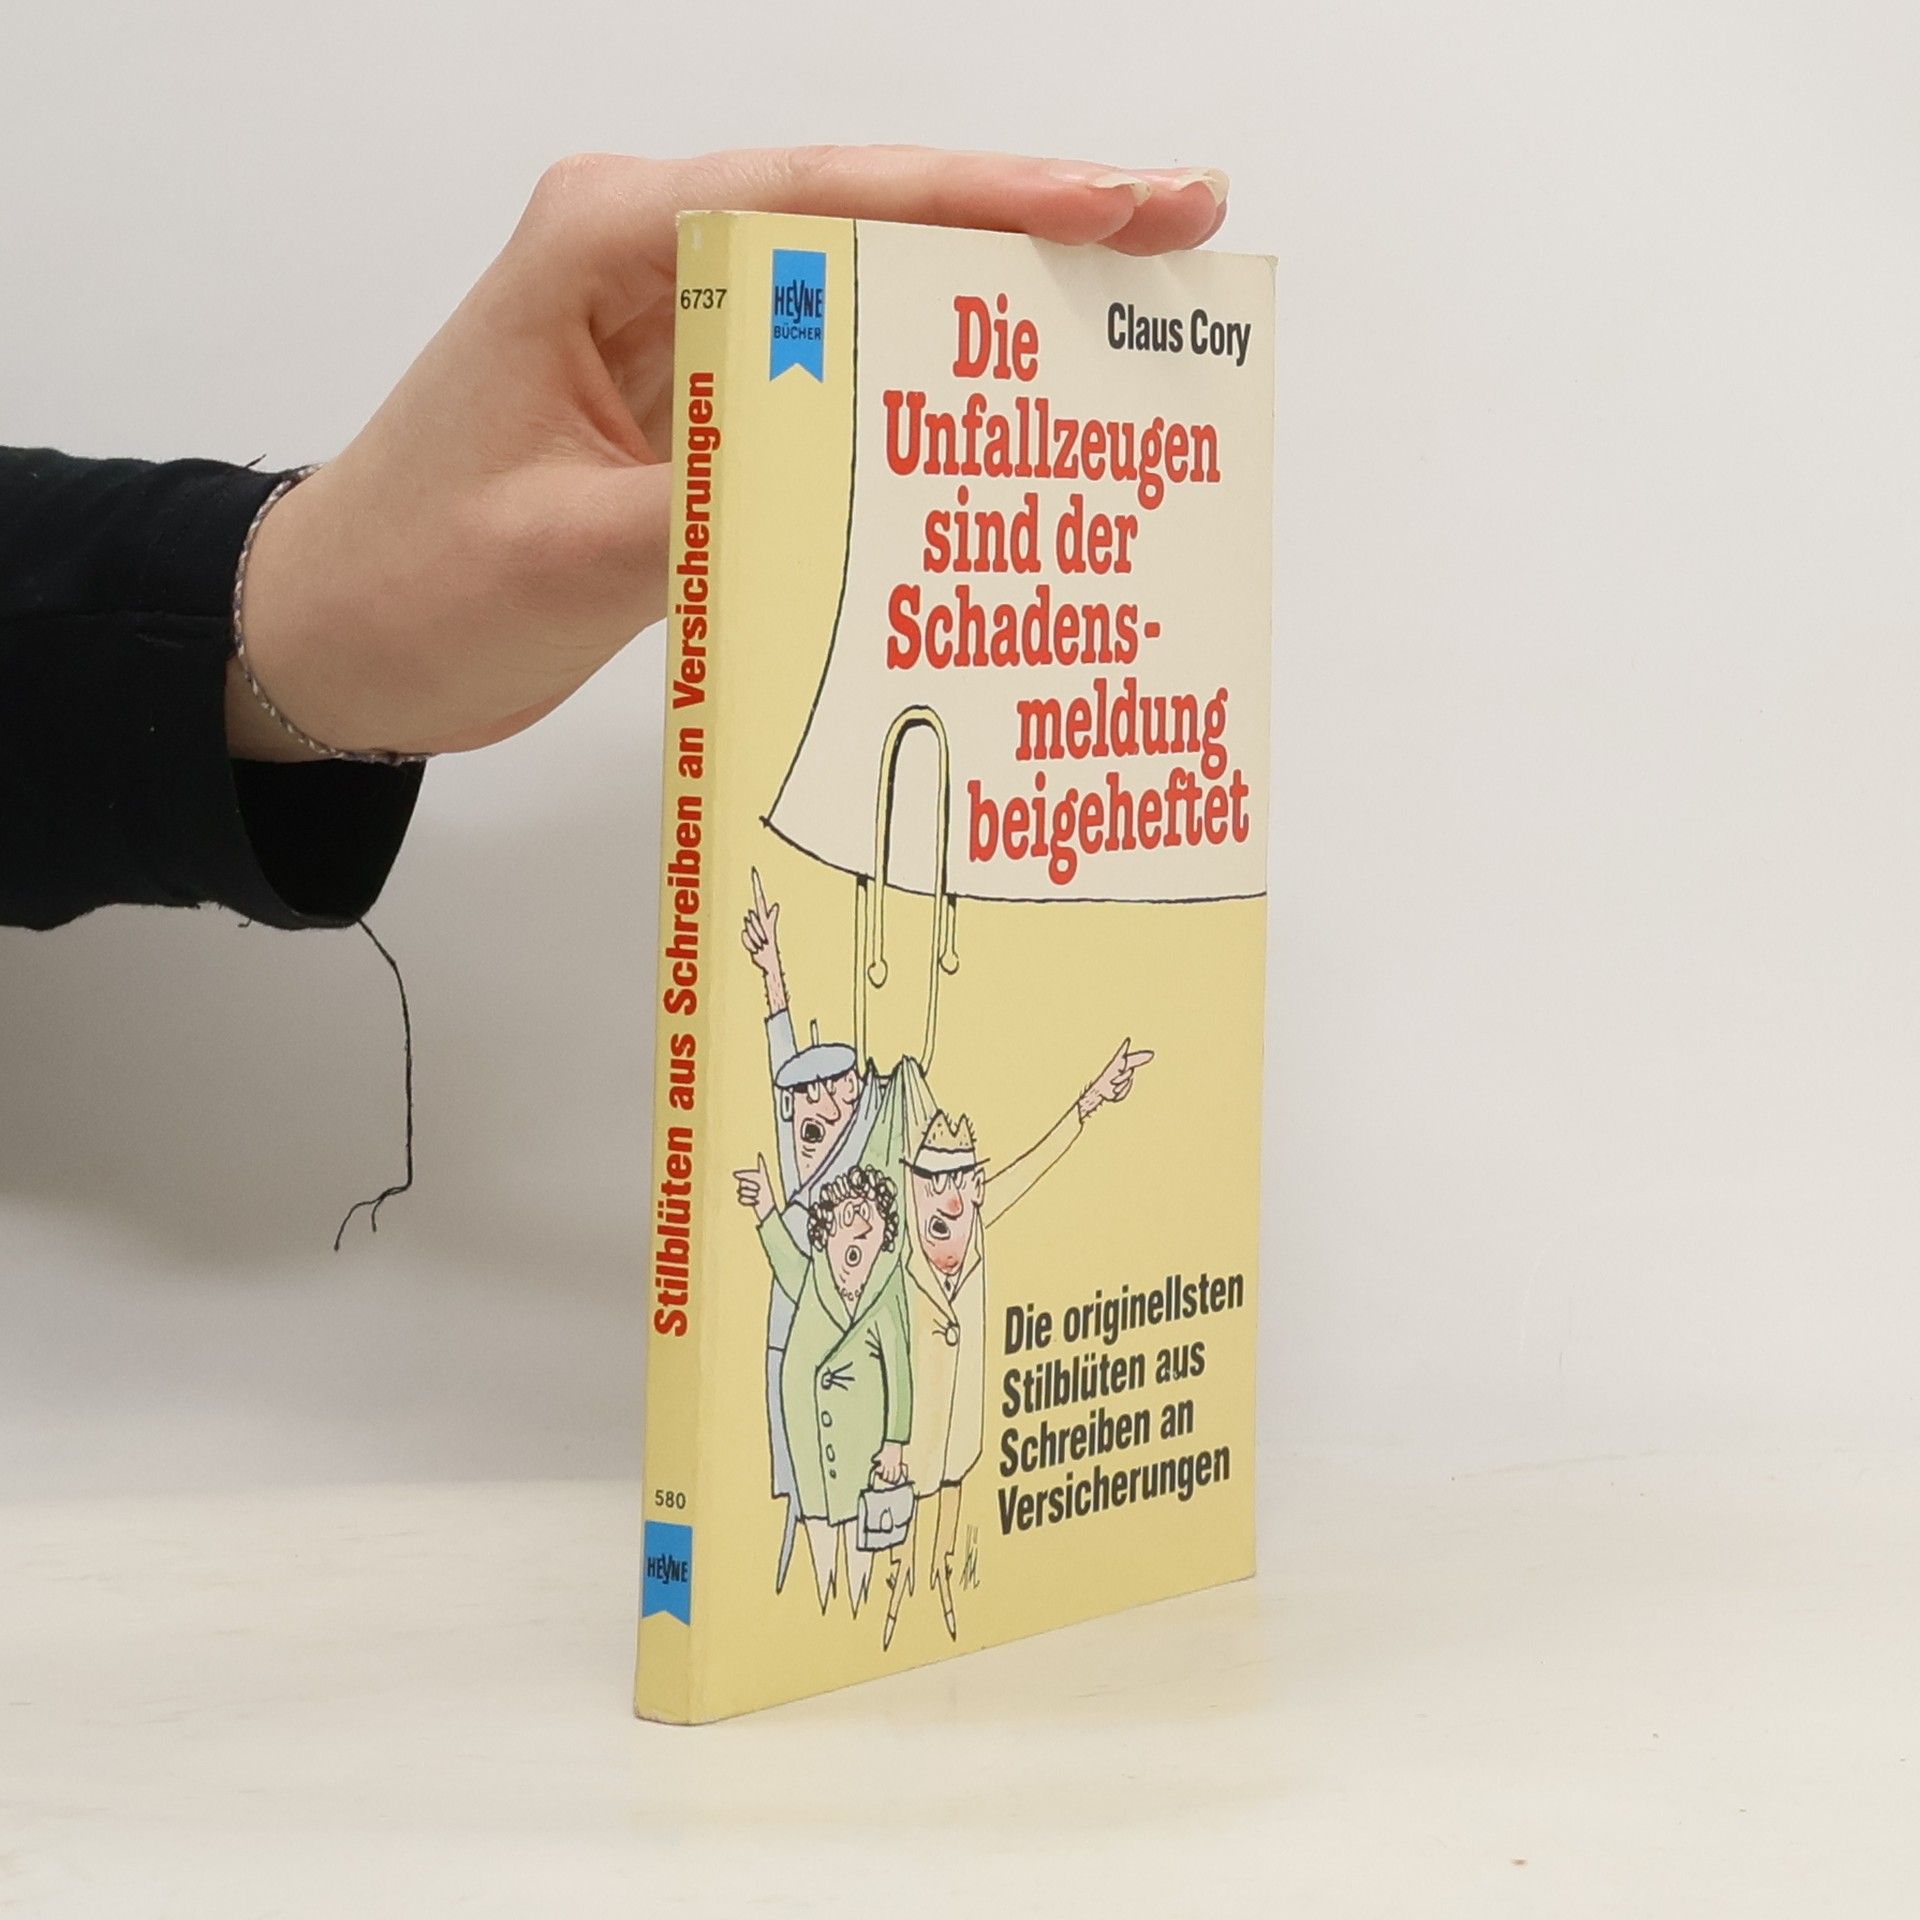 6737
Stilblüten aus Schreiben an Versicherungen
580
HEYNE
HEYNE
BÜCHER
Claus Cory
Die
Unfallzeugen
sind der
Schadens-
meldung
beigeheftet
Die originellsten
Stilblüten aus
Schreiben an
Versicherungen